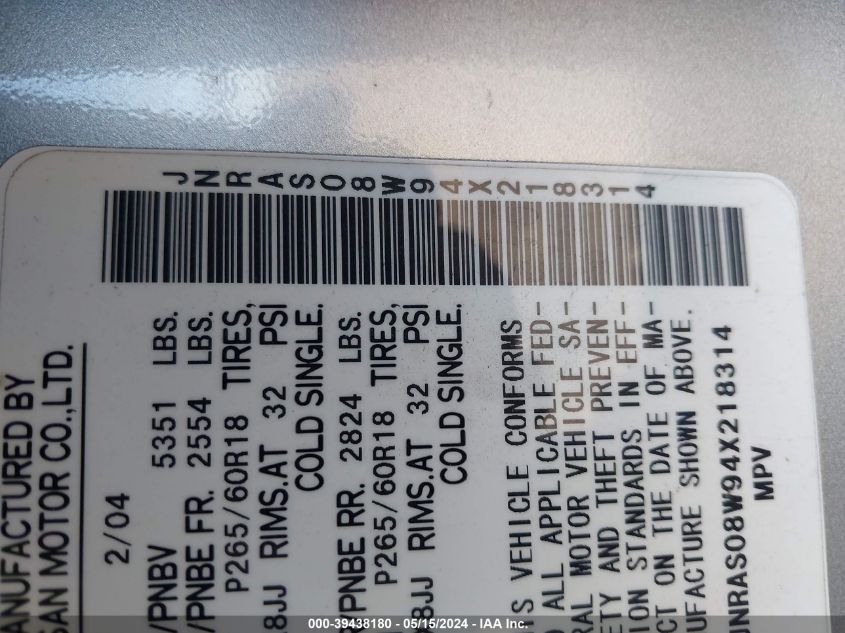 ANUFACTURED BY
SAN MOTOR CO.,LTD.
2/04
/PNBV 5351 LBS.
/PNBE FR. 2554 LBS.
P265/60R18 TIRES,
8JJ RIMS.AT 32 PSI
COLD SINGLE.
/PNBE RR. 2824 LBS.
P265/60R18 TIRES,
8JJ RIMS.AT 32 PSI
COLD SINGLE.
IS VEHICLE CONFORMS
O ALL APPLICABLE FED-
RAL MOTOR VEHICLE SA-
ETY AND THEFT PREVEN-
ION STANDARDS IN EFF-
CT ON THE DATE OF MA-
UFACTURE SHOWN ABOVE.
JNRAS08W94X218314
MPV
JNRAS08W94X218314
000-39438180 - 05/15/2024 - IAA Inc.